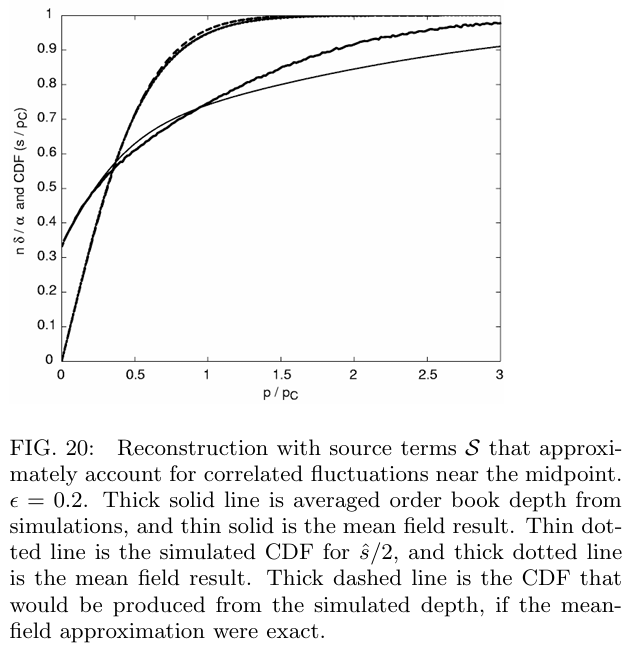 1
0.9
0.8
0.7
0.6
0.5
0.4
0.3
0.2
0.1
0
n δ / α and CDF (s / pC)
0 0.5 1 1.5 2 2.5 3
p / pC
FIG. 20: Reconstruction with source terms 𝒮 that approxi-
mately account for correlated fluctuations near the midpoint.
ϵ = 0.2. Thick solid line is averaged order book depth from
simulations, and thin solid is the mean field result. Thin dot-
ted line is the simulated CDF for ŝ/2, and thick dotted line
is the mean field result. Thick dashed line is the CDF that
would be produced from the simulated depth, if the mean-
field approximation were exact.